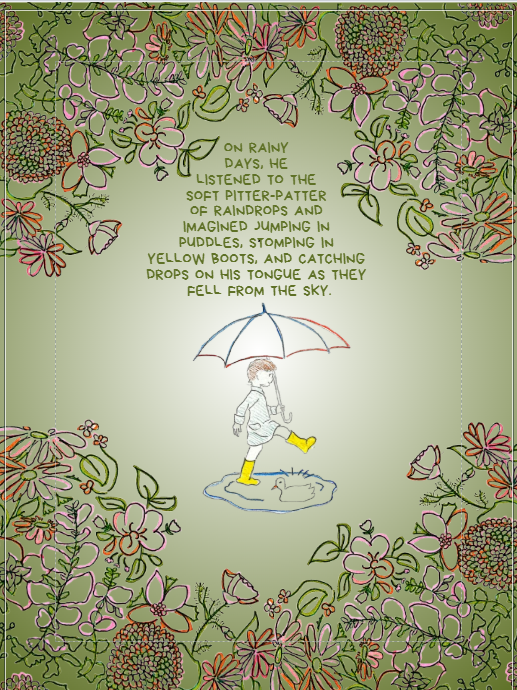 ON RAINY
DAYS, HE
LISTENED TO THE
SOFT PITTER-PATTER
OF RAINDROPS AND
IMAGINED JUMPING IN
PUDDLES, STOMPING IN
YELLOW BOOTS, AND CATCHING
DROPS ON HIS TONGUE AS THEY
FELL FROM THE SKY.